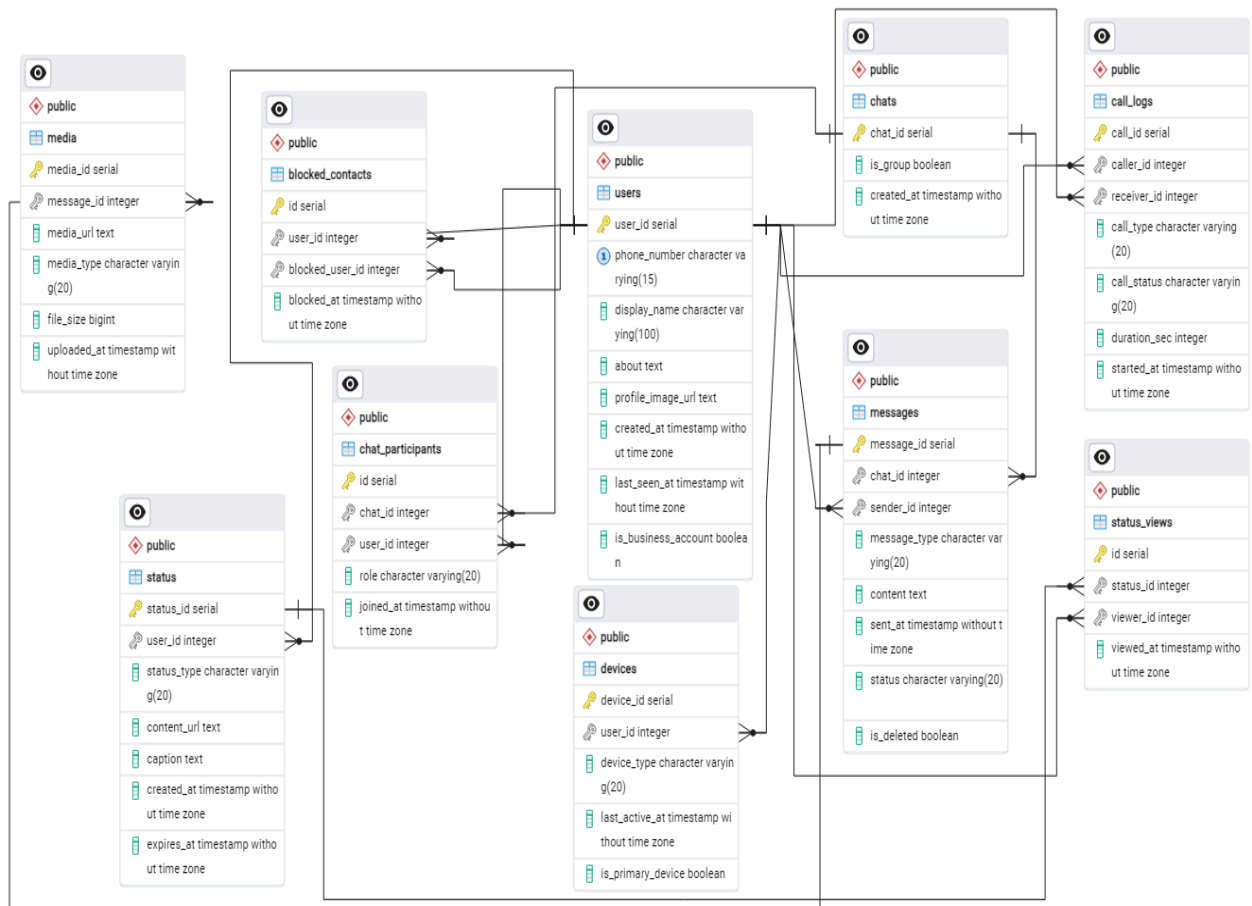 public
media
media_id serial
message_id integer
media_url text
media_type character varyin
g(20)
file_size bigint
uploaded_at timestamp wit
hout time zone
public
blocked_contacts
id serial
user_id integer
blocked_user_id integer
blocked_at timestamp witho
ut time zone
public
users
user_id serial
1
phone_number character va
rying(15)
display_name character var
ying(100)
about text
profile_image_url text
created_at timestamp witho
ut time zone
last_seen_at timestamp wit
hout time zone
is_business_account boolea
n
public
chats
chat_id serial
is_group boolean
created_at timestamp witho
ut time zone
public
call_logs
call_id serial
caller_id integer
receiver_id integer
call_type character varying
(20)
call_status character varyin
g(20)
duration_sec integer
started_at timestamp witho
ut time zone
public
chat_participants
id serial
chat_id integer
user_id integer
role character varying(20)
joined_at timestamp withou
t time zone
public
messages
message_id serial
chat_id integer
sender_id integer
message_type character var
ying(20)
content text
sent_at timestamp without t
ime zone
status character varying(20)
is_deleted boolean
public
status_views
id serial
status_id integer
viewer_id integer
viewed_at timestamp witho
ut time zone
public
status
status_id serial
user_id integer
status_type character varyin
g(20)
content_url text
caption text
created_at timestamp witho
ut time zone
expires_at timestamp witho
ut time zone
public
devices
device_id serial
user_id integer
device_type character varyin
g(20)
last_active_at timestamp wi
thout time zone
is_primary_device boolean